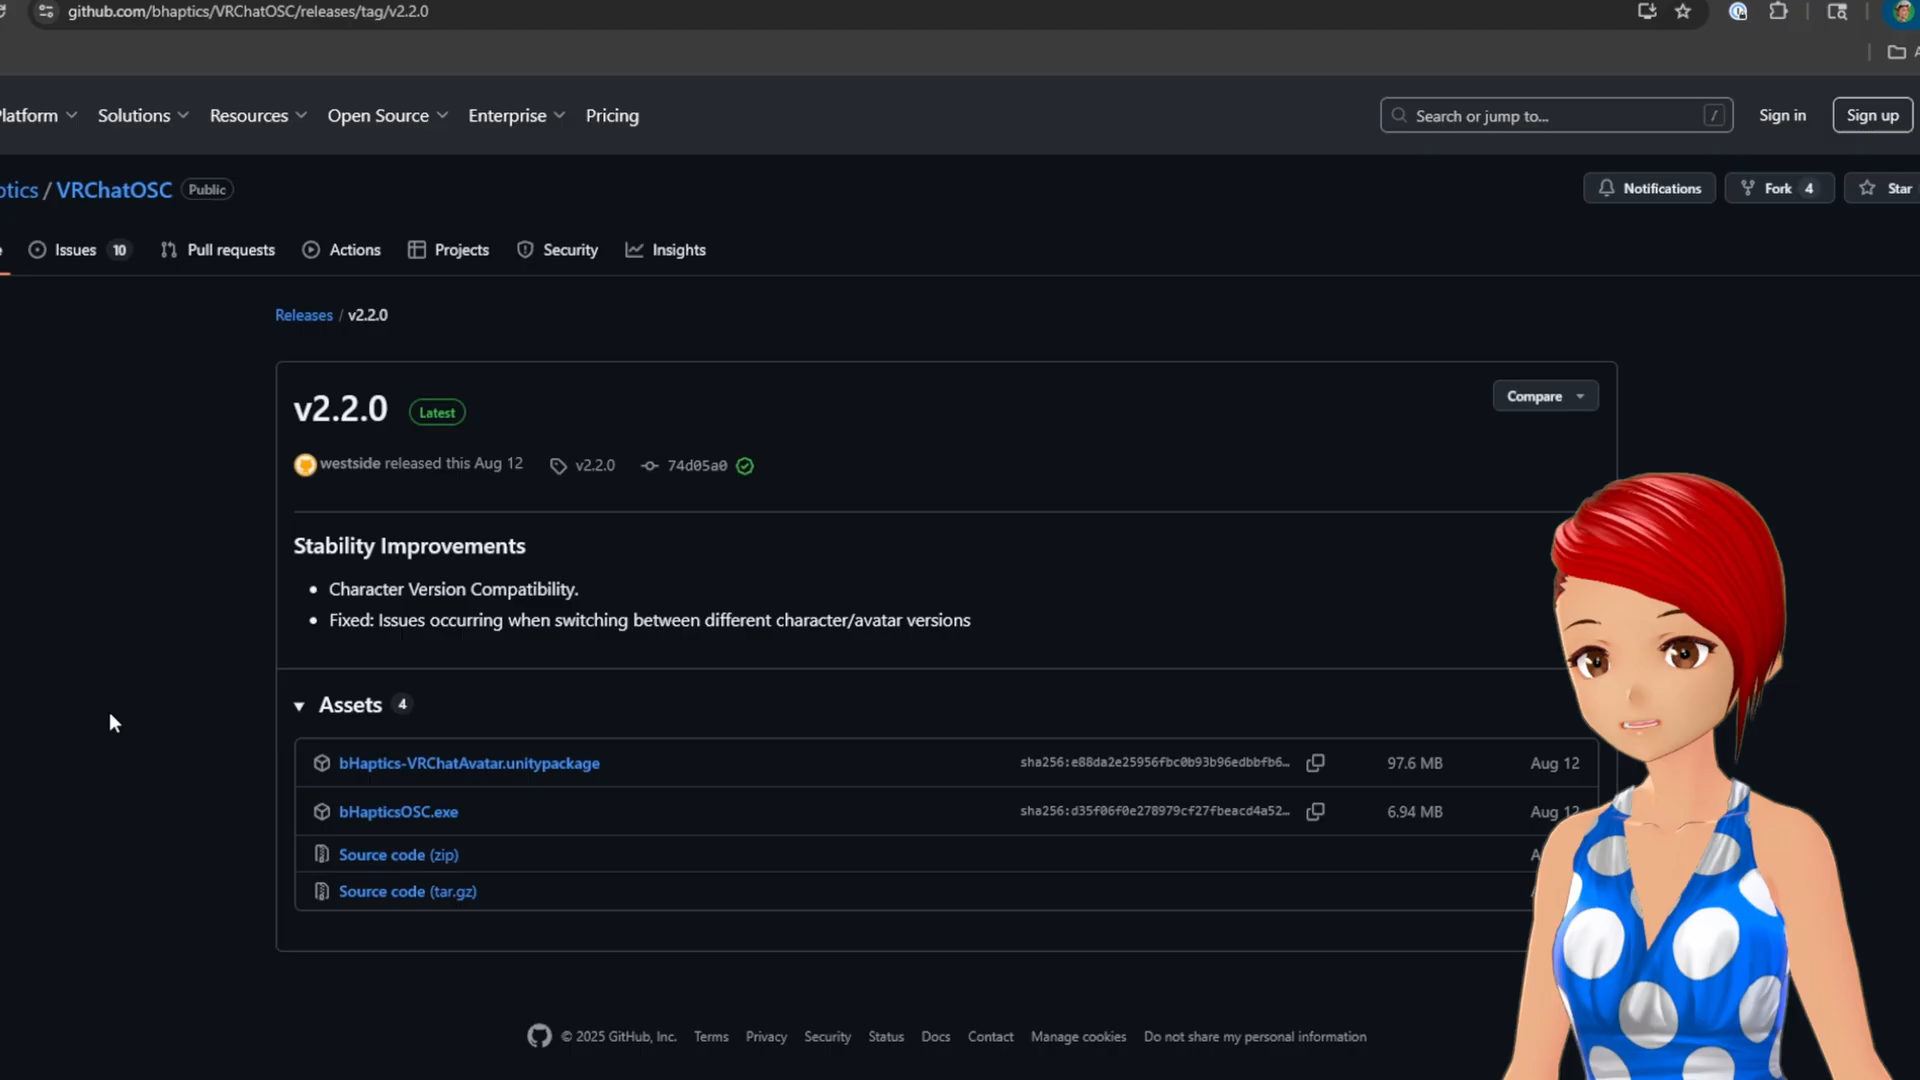 github.com/bhaptics/VRChatOSC/releases/tag/v2.2.0
Platform Solutions Resources Open Source Enterprise Pricing Search or jump to... / Sign in Sign up
ptics / VRChatOSC Public Notifications Fork 4 Star
Issues 10 Pull requests Actions Projects Security Insights
Releases / v2.2.0
v2.2.0 Latest Compare
westside released this Aug 12 v2.2.0 74d05a0
Stability Improvements
• Character Version Compatibility.
• Fixed: Issues occurring when switching between different character/avatar versions
Assets 4
bHaptics-VRChatAvatar.unitypackage sha256:e88da2e25956fbc0b93b96edbbfb6… 97.6 MB Aug 12
bHapticsOSC.exe sha256:d35f06f0e278979cf27fbeacd4a52… 6.94 MB Aug 12
Source code (zip)
Source code (tar.gz)
© 2025 GitHub, Inc. Terms Privacy Security Status Docs Contact Manage cookies Do not share my personal information